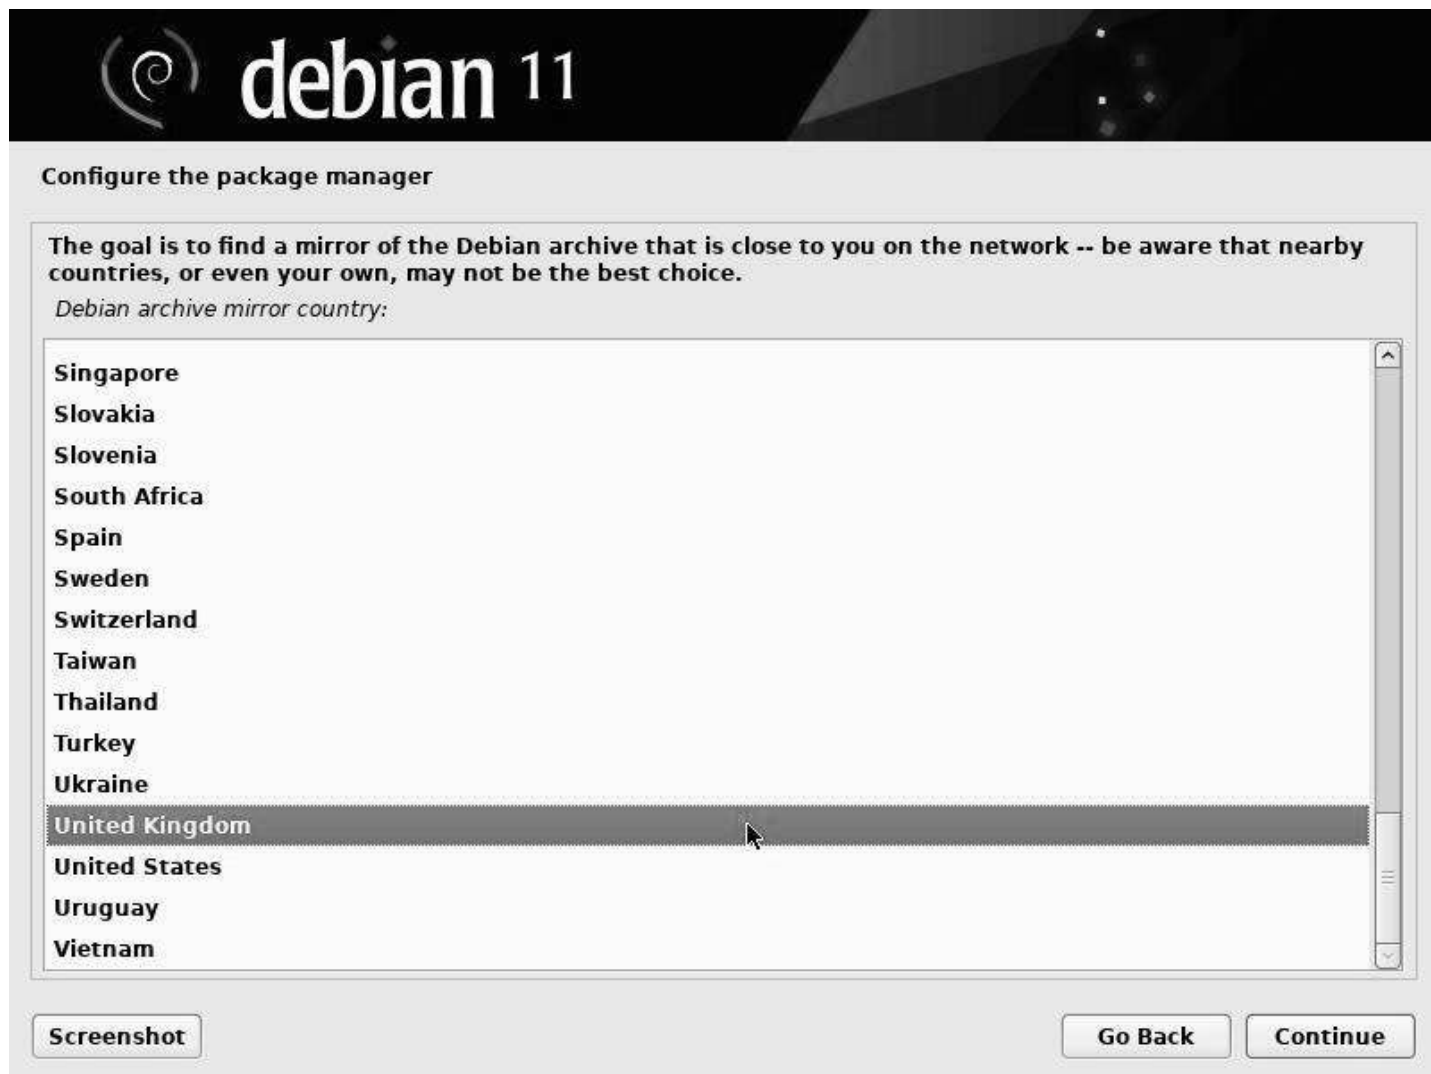 debian 11
Configure the package manager
The goal is to find a mirror of the Debian archive that is close to you on the network -- be aware that nearby
countries, or even your own, may not be the best choice.
Debian archive mirror country:
Singapore
Slovakia
Slovenia
South Africa
Spain
Sweden
Switzerland
Taiwan
Thailand
Turkey
Ukraine
United Kingdom
United States
Uruguay
Vietnam
Screenshot
Go Back
Continue